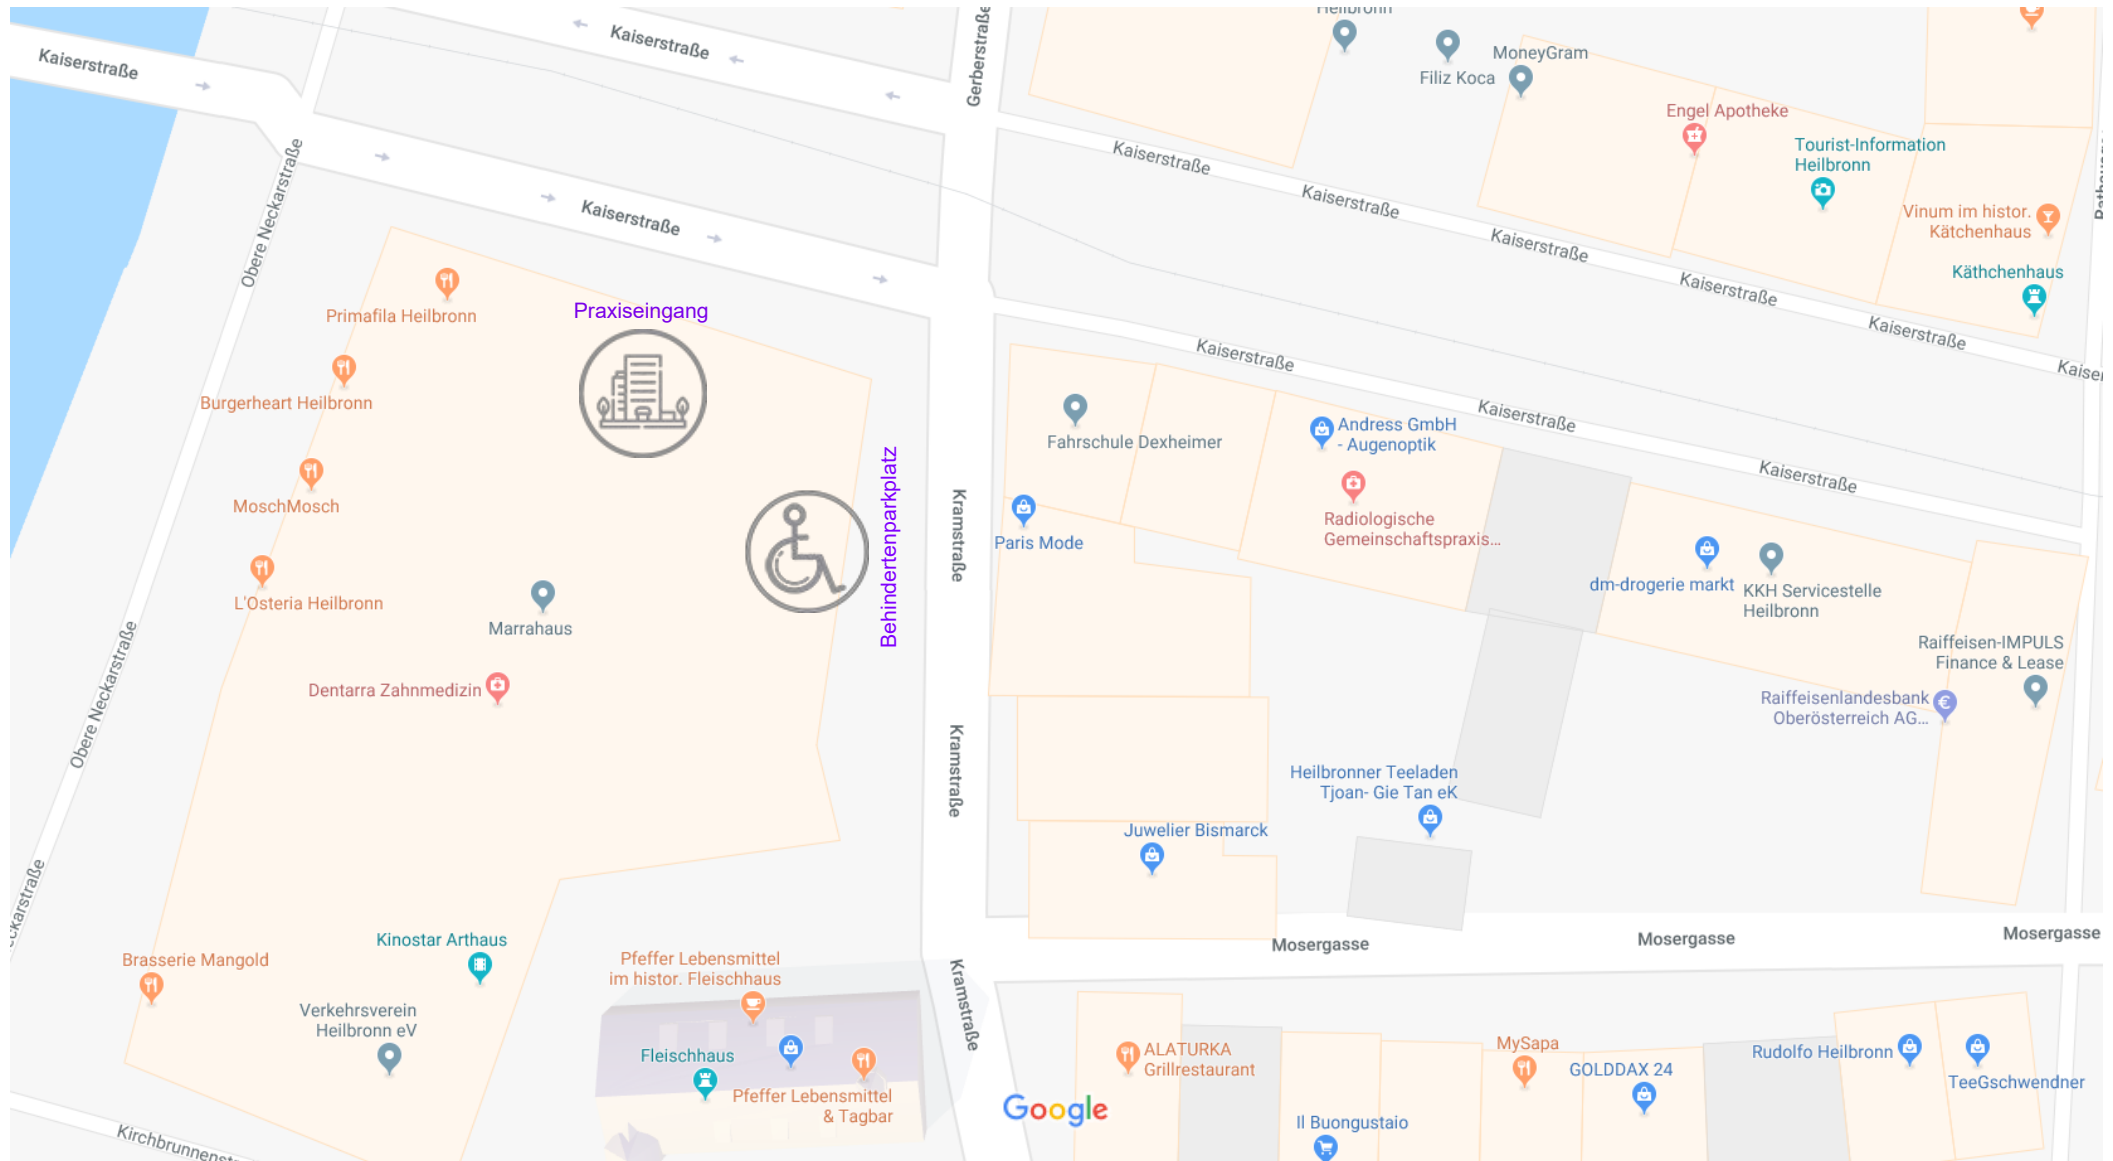 Kaiserstraße
Kaiserstraße
Gerberstraße
Heilbronn
Filiz Koca
MoneyGram
Engel Apotheke
Tourist-Information
Heilbronn
Vinum im histor.
Kätchenhaus
Käthchenhaus
Kaiserstraße
Kaiserstraße
Kaiserstraße
Kaiserstraße
Kaiserstraße
Obere Neckarstraße
Kaiserstraße
Primafila Heilbronn
Praxiseingang
Burgerheart Heilbronn
MoschMosch
L'Osteria Heilbronn
Marrahaus
Dentarra Zahnmedizin
Behindertenparkplatz
Obere Neckarstraße
Kramstraße
Kramstraße
Kramstraße
Kaiserstraße
Kaiserstraße
Kaiserstraße
Fahrschule Dexheimer
Andress GmbH
- Augenoptik
Radiologische
Gemeinschaftspraxis...
Paris Mode
dm-drogerie markt
KKH Servicestelle
Heilbronn
Raiffeisen-IMPULS
Finance & Lease
Raiffeisenlandesbank
Oberösterreich AG...
Heilbronner Teeladen
Tjoan- Gie Tan eK
Juwelier Bismarck
Mosergasse
Mosergasse
Mosergasse
Brasserie Mangold
Kinostar Arthaus
Verkehrsverein
Heilbronn eV
Pfeffer Lebensmittel
im histor. Fleischhaus
Fleischhaus
Pfeffer Lebensmittel
& Tagbar
Google
ALATURKA
Grillrestaurant
Il Buongustaio
MySapa
GOLDDAX 24
Rudolfo Heilbronn
TeeGschwendner
Kirchbrunnenst